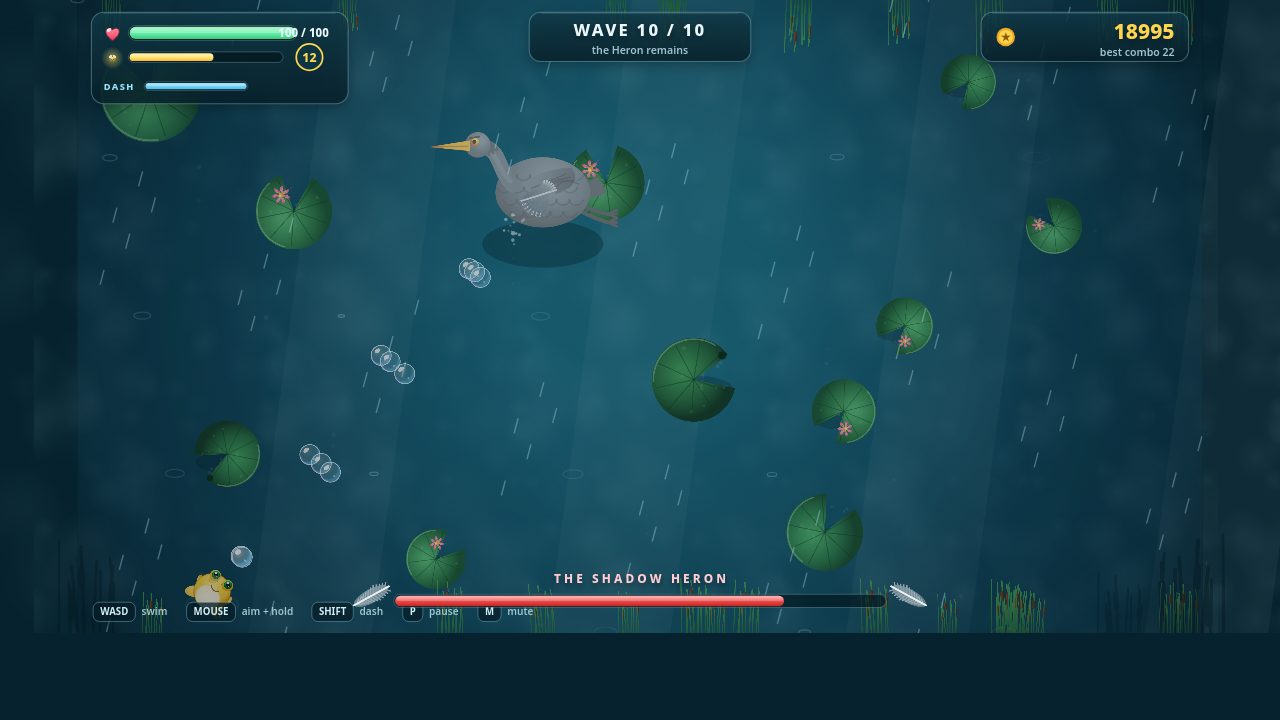 100 / 100
12
DASH
WAVE 10 / 10
the Heron remains
18995
best combo 22
THE SHADOW HERON
WASD swim MOUSE aim + hold SHIFT dash P pause M mute